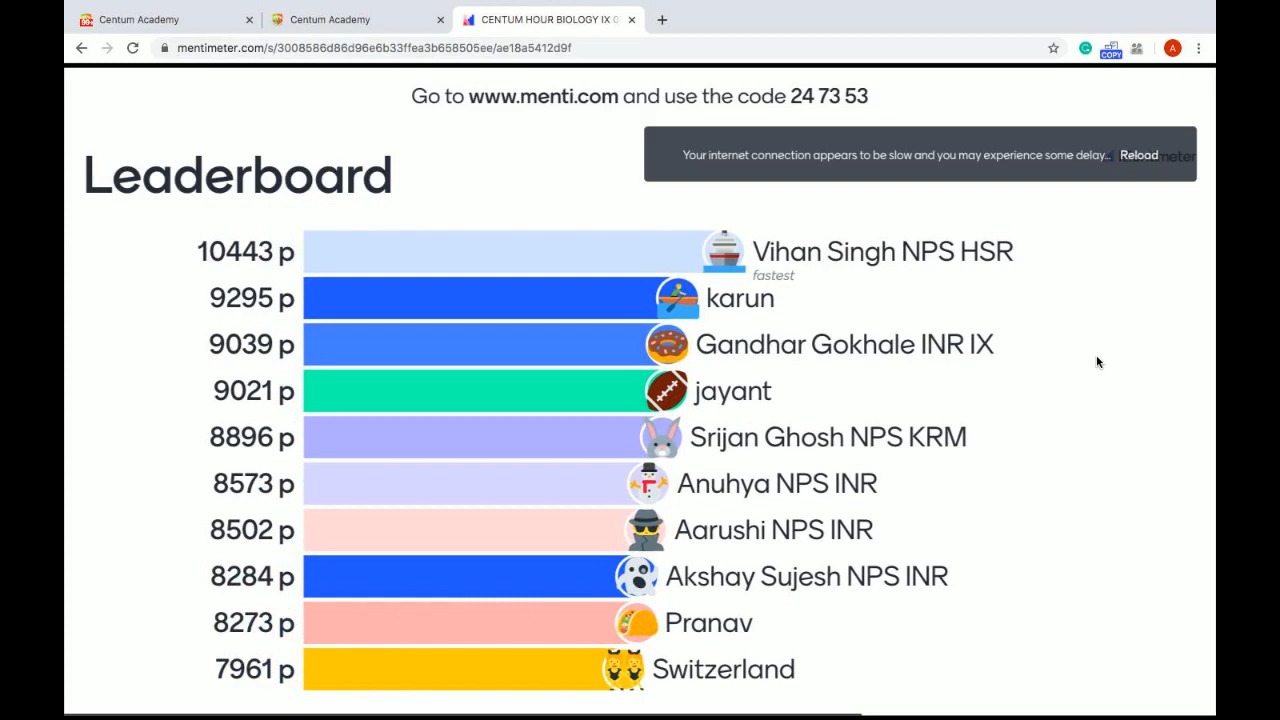 Centum Academy
Centum Academy
CENTUM HOUR BIOLOGY IX G
mentimeter.com/s/3008586d86d96e6b33ffea3b658505ee/ae18a5412d9f
COPY
A
Go to www.menti.com and use the code 24 73 53
Your internet connection appears to be slow and you may experience some delay... Reload
Leaderboard
10443 p Vihan Singh NPS HSR
fastest
9295 p karun
9039 p Gandhar Gokhale INR IX
9021 p jayant
8896 p Srijan Ghosh NPS KRM
8573 p Anuhya NPS INR
8502 p Aarushi NPS INR
8284 p Akshay Sujesh NPS INR
8273 p Pranav
7961 p Switzerland